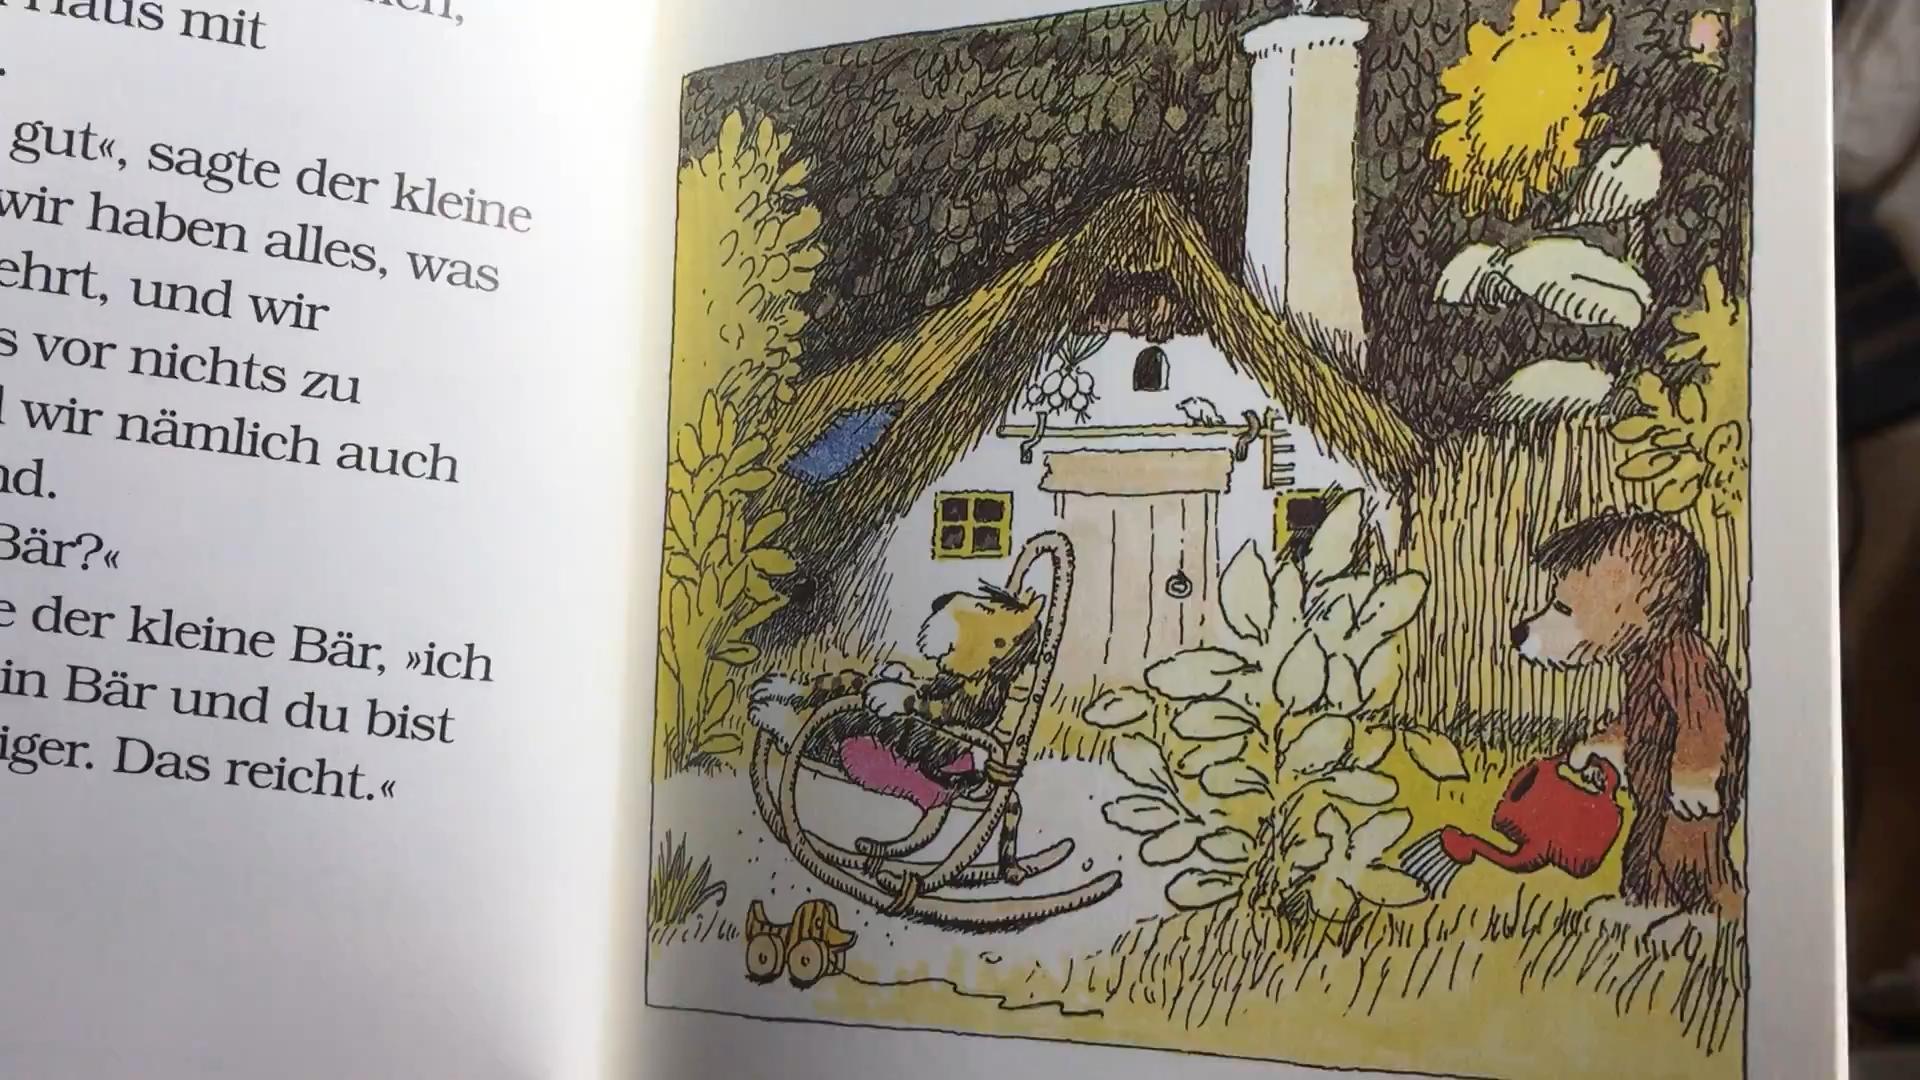 Haus mit
gut«, sagte der kleine
wir haben alles, was
ehrt, und wir
s vor nichts zu
wir nämlich auch
nd.
Bär?«
e der kleine Bär, »ich
in Bär und du bist
iger. Das reicht.«